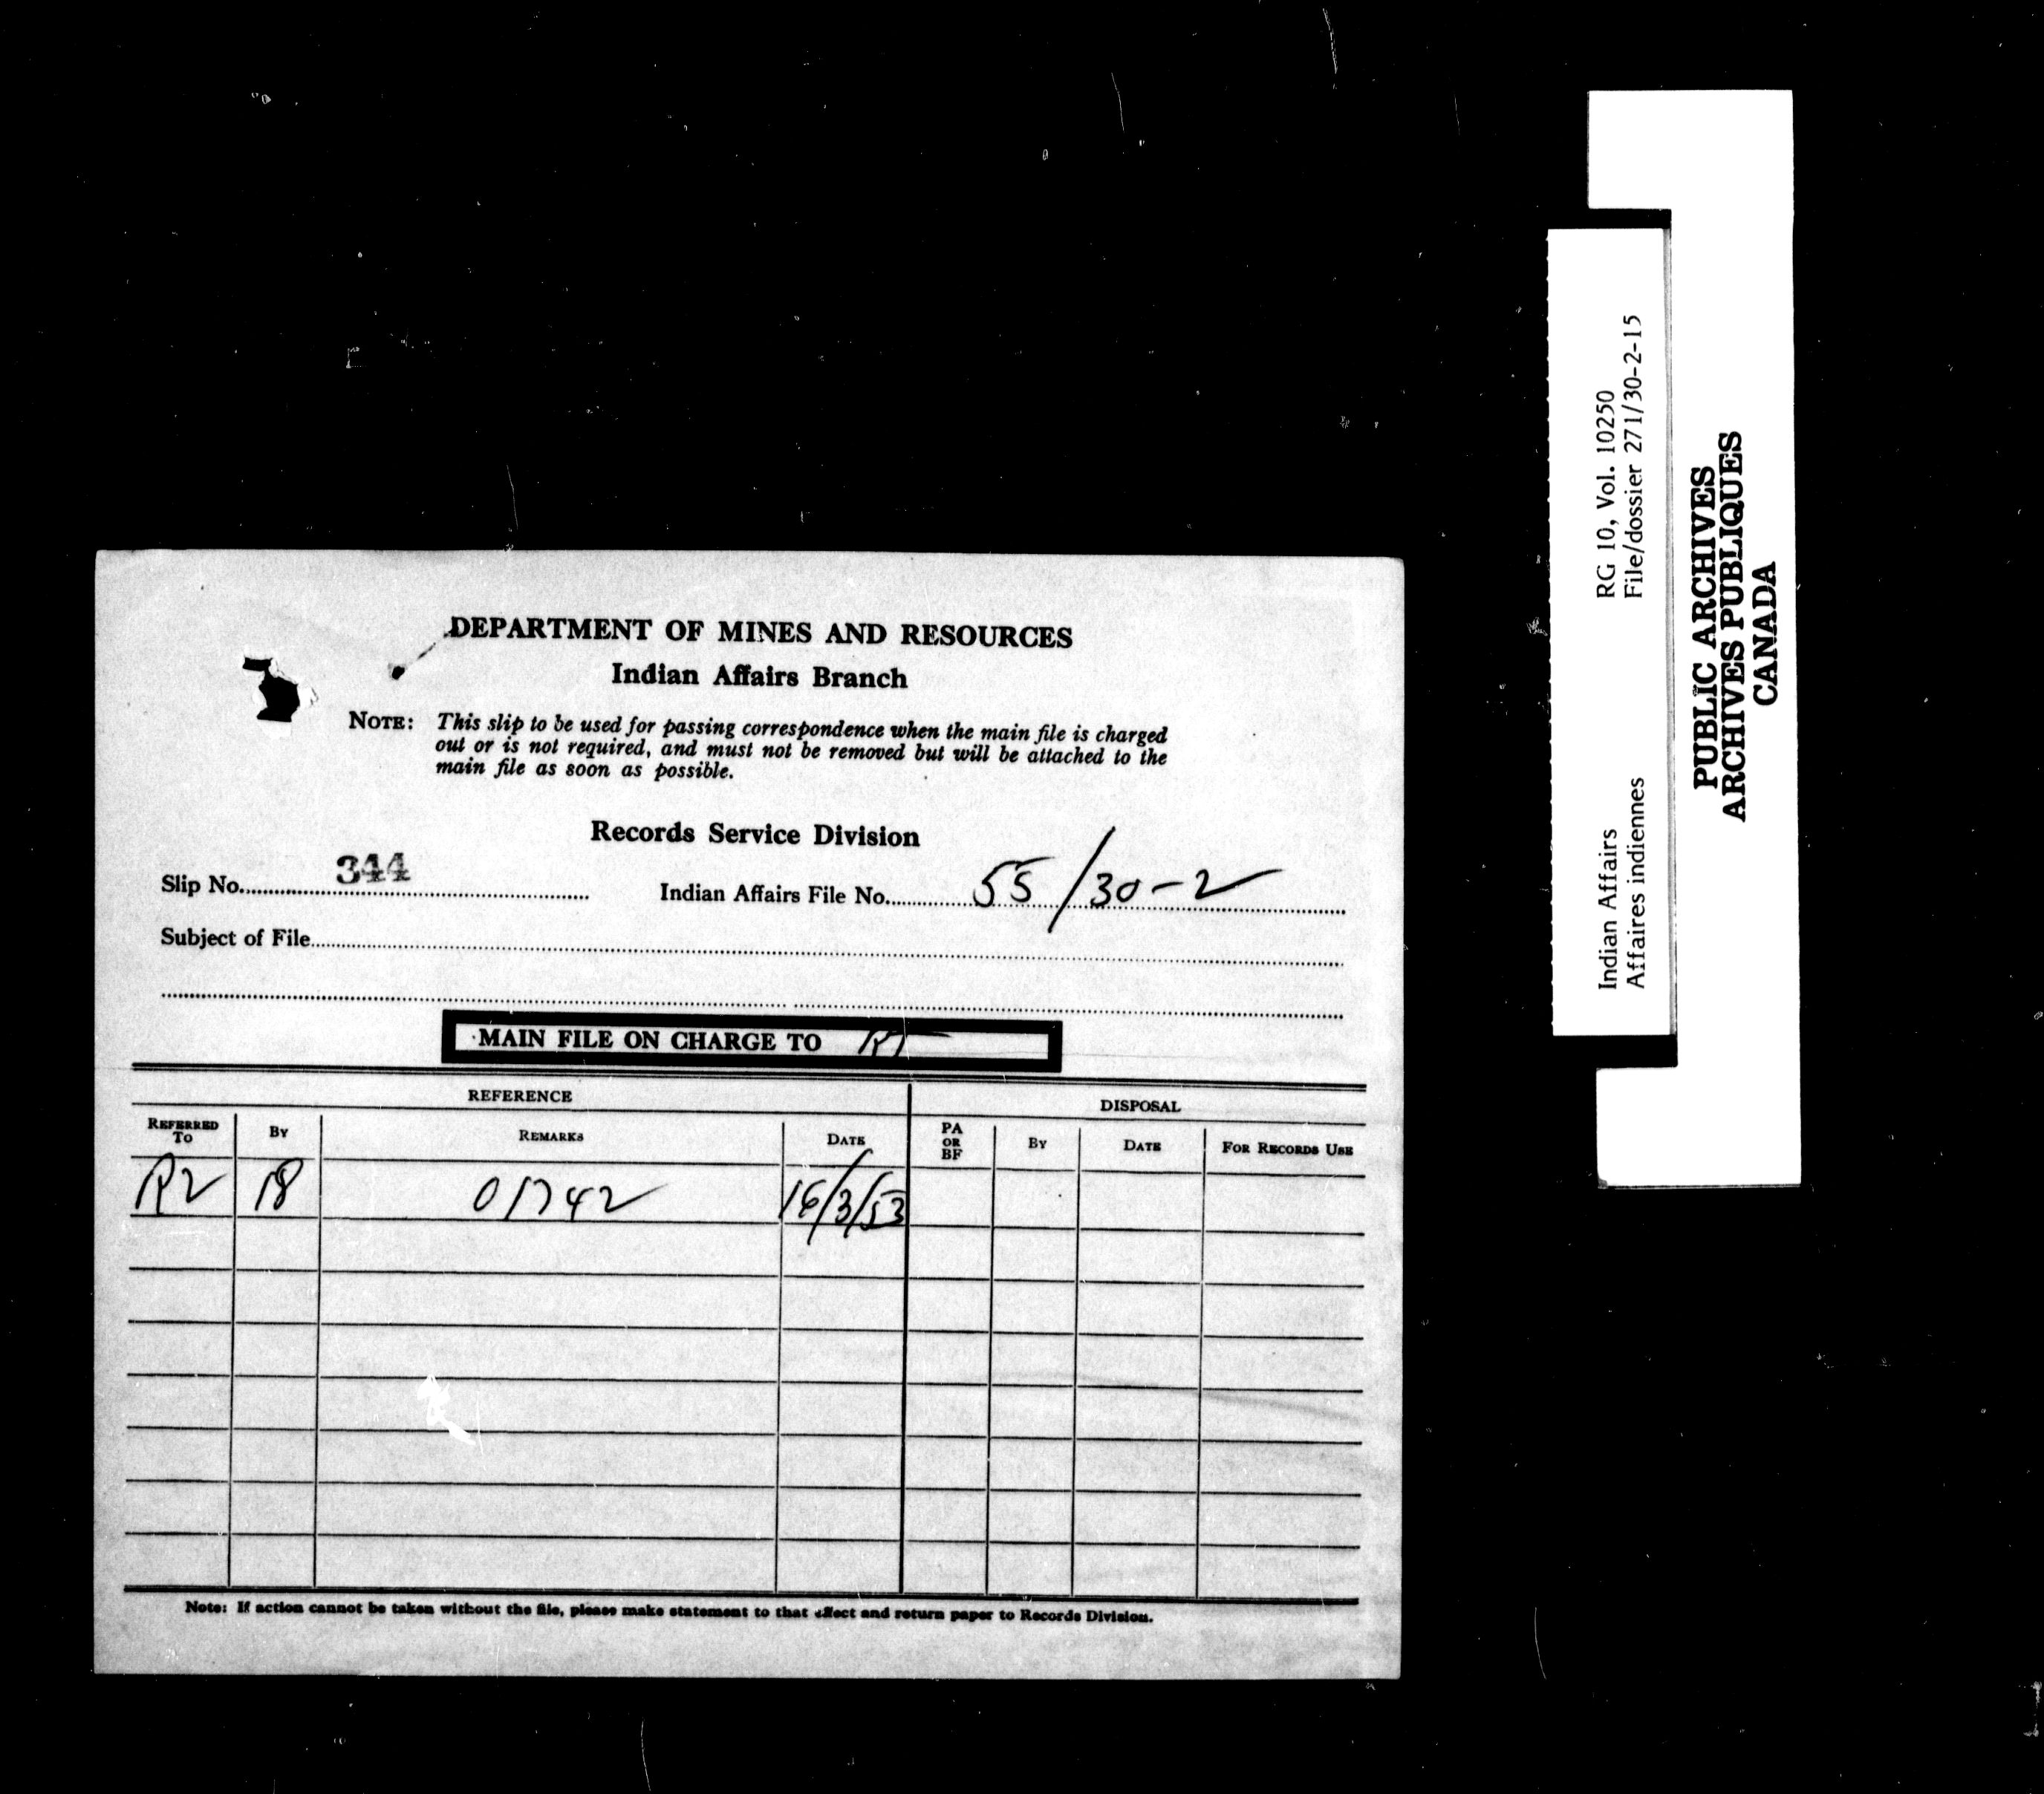 DEPARTMENT OF MINES AND RESOURCES
Indian Affairs Branch
NOTE: This slip to be used for passing correspondence when the main file is charged
out or is not required, and must not be removed but will be attached to the
main file as soon as possible.
Records Service Division
Slip No. 344 Indian Affairs File No. 55/30-2
Subject of File
MAIN FILE ON CHARGE TO
REFERENCE DISPOSAL
REFERRED TO BY REMARKS DATE PA OR BF BY DATE FOR RECORDS USE
R2 18 01742 16/3/53
Note: If action cannot be taken without the file, please make statement to that effect and return paper to Records Division.
Indian Affairs RG 10, Vol. 10250
Affaires indiennes File/dossier 271/30-2-15
PUBLIC ARCHIVES
ARCHIVES PUBLIQUES
CANADA